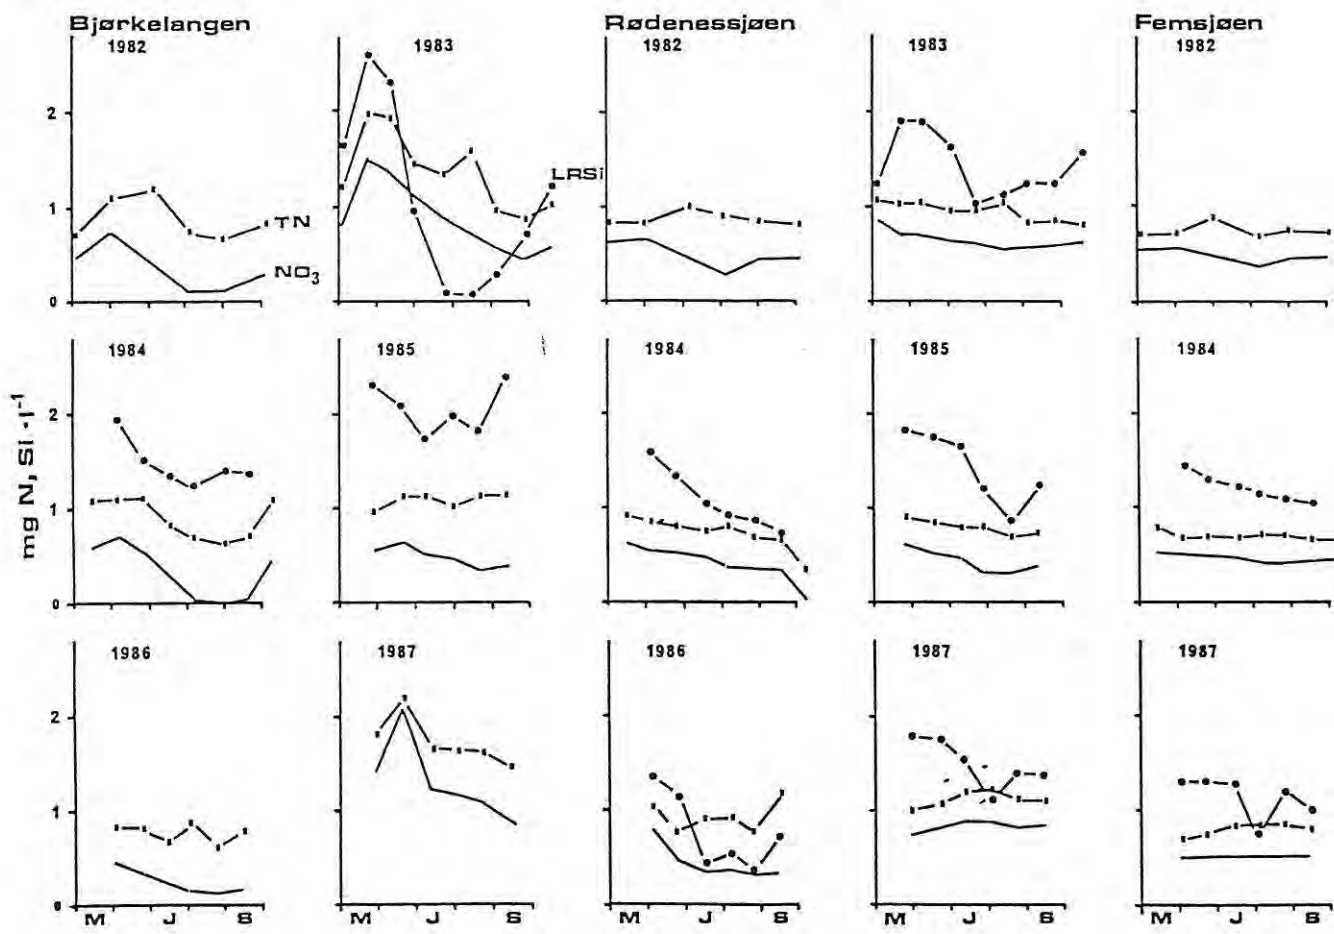 Bjørkelangen Rødenessjøen Femsjøen
1982 1983 1982 1983 1982
2
1
0
TN
NO3
LRSi
mg N, Si · l-1
1984 1985 1984 1985 1984
2
1
0
1986 1987 1986 1987 1987
2
1
0
M J S M J S M J S M J S M J S